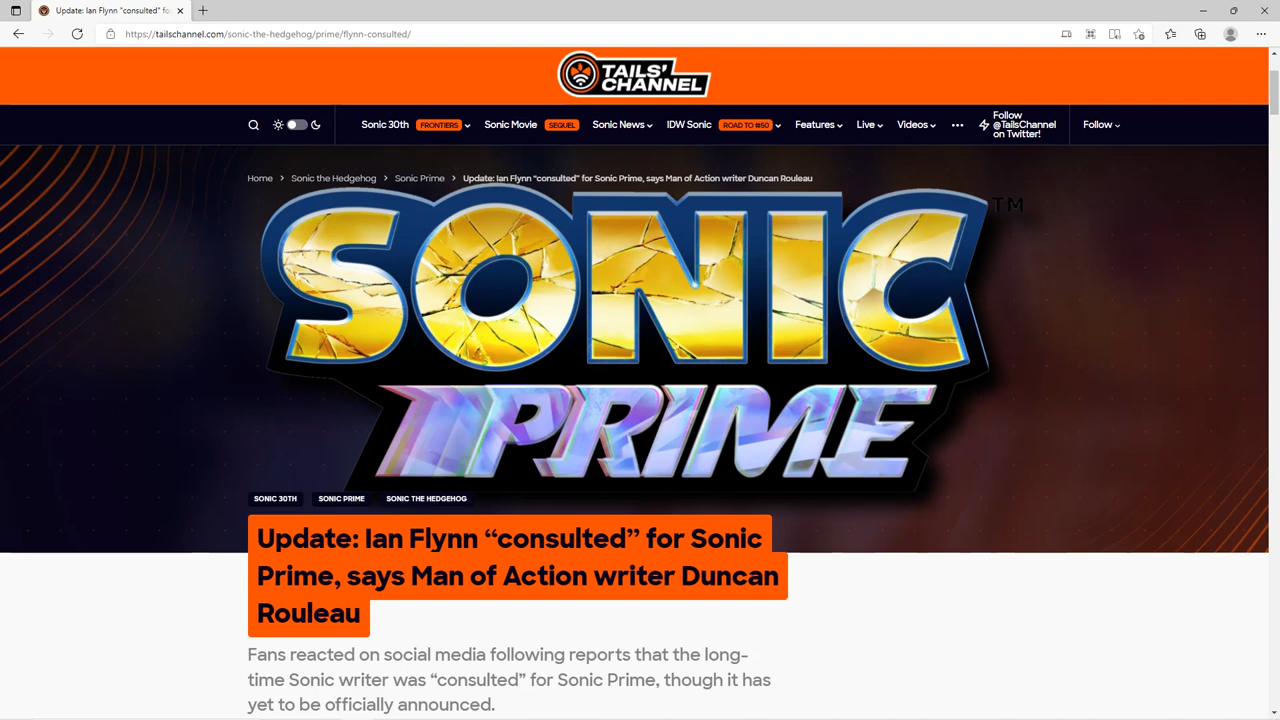 Update: Ian Flynn "consulted" fo
https://tailschannel.com/sonic-the-hedgehog/prime/flynn-consulted/
TAILS'
CHANNEL
Sonic 30th FRONTIERS Sonic Movie SEQUEL Sonic News IDW Sonic ROAD TO #50 Features Live Videos Follow @TailsChannel on Twitter! Follow
Home > Sonic the Hedgehog > Sonic Prime > Update: Ian Flynn "consulted" for Sonic Prime, says Man of Action writer Duncan Rouleau
SONIC TM
PRIME
SONIC 30TH SONIC PRIME SONIC THE HEDGEHOG
Update: Ian Flynn “consulted” for Sonic
Prime, says Man of Action writer Duncan
Rouleau
Fans reacted on social media following reports that the long-
time Sonic writer was “consulted” for Sonic Prime, though it has
yet to be officially announced.